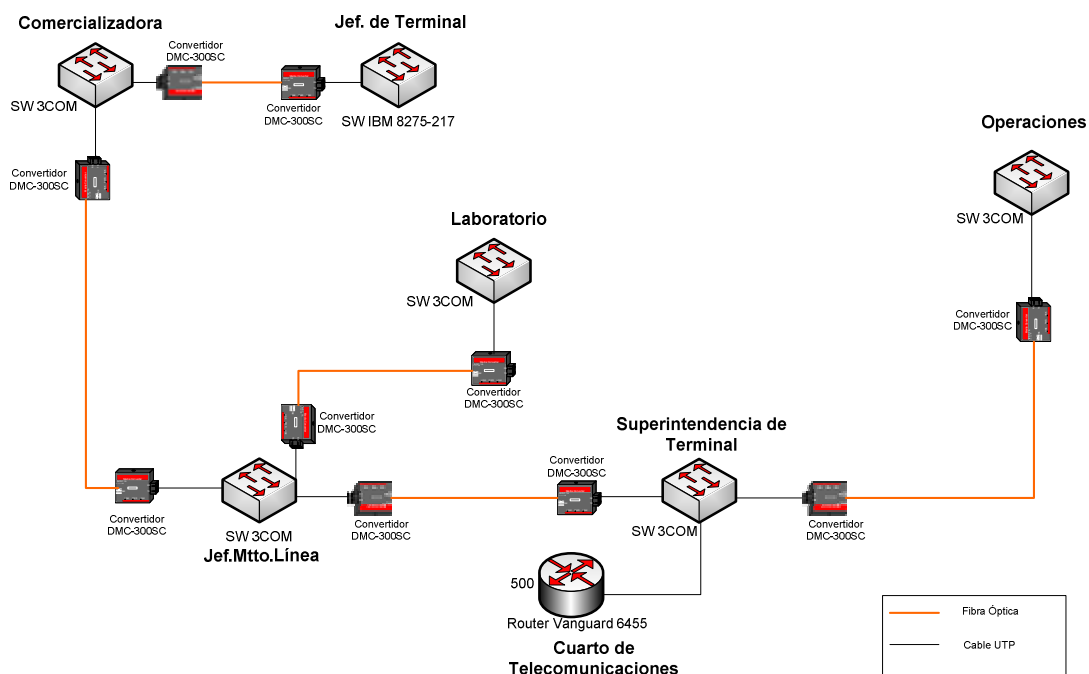 Comercializadora
Jef. de Terminal
Convertidor
DMC-300SC
SW 3COM
Convertidor
DMC-300SC
SW IBM 8275-217
Operaciones
Convertidor
DMC-300SC
SW 3COM
Laboratorio
SW 3COM
Convertidor
DMC-300SC
Convertidor
DMC-300SC
Convertidor
DMC-300SC
Superintendencia de
Terminal
Convertidor
DMC-300SC
Convertidor
DMC-300SC
SW 3COM
Jef.Mtto.Línea
Convertidor
DMC-300SC
SW 3COM
Convertidor
DMC-300SC
500
Router Vanguard 6455
Cuarto de
Telecomunicaciones
Fibra Óptica
Cable UTP